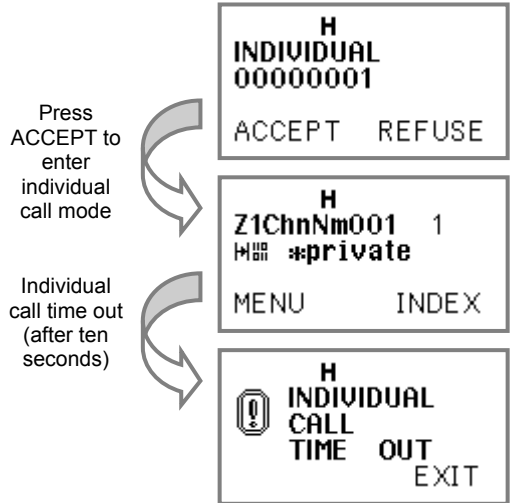 H
INDIVIDUAL
00000001
ACCEPT REFUSE
Press
ACCEPT to
enter
individual
call mode
H
Z1ChnNm001 1
*private
MENU INDEX
Individual
call time out
(after ten
seconds)
H
INDIVIDUAL
CALL
TIME OUT
EXIT